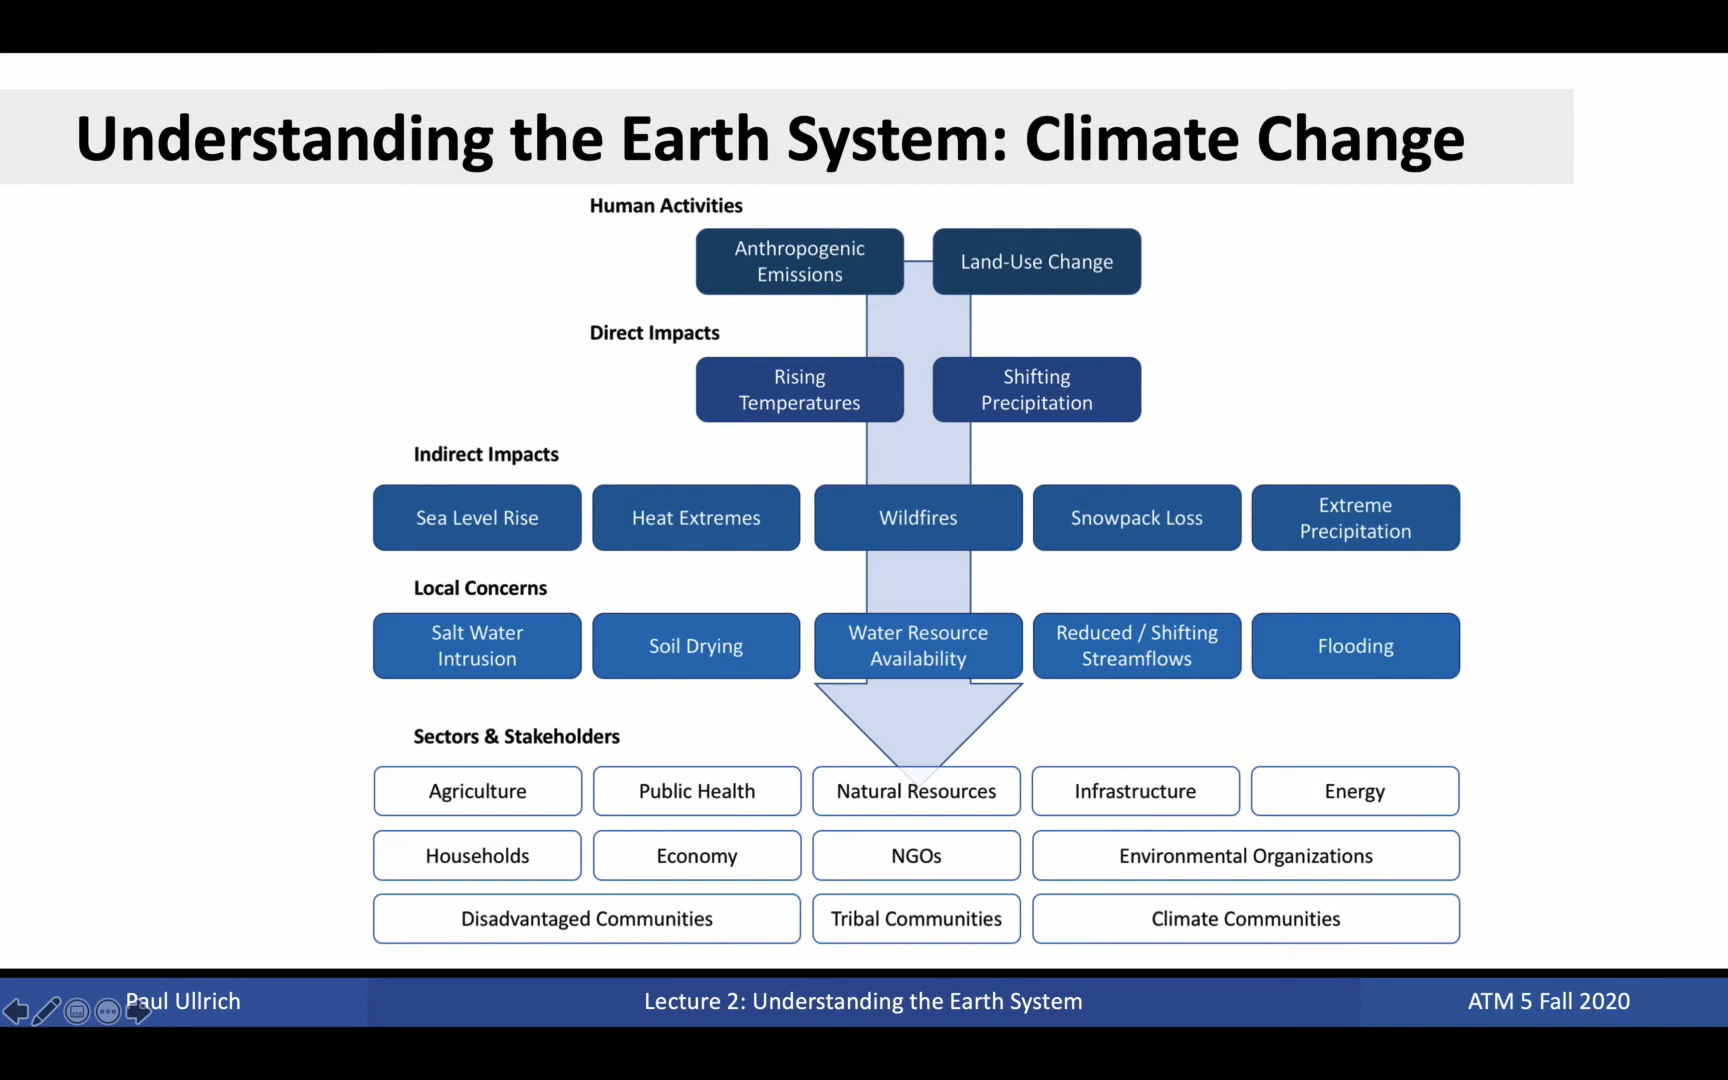 Understanding the Earth System: Climate Change
Human Activities
Anthropogenic
Emissions
Land-Use Change
Direct Impacts
Rising
Temperatures
Shifting
Precipitation
Indirect Impacts
Sea Level Rise
Heat Extremes
Wildfires
Snowpack Loss
Extreme
Precipitation
Local Concerns
Salt Water
Intrusion
Soil Drying
Water Resource
Availability
Reduced / Shifting
Streamflows
Flooding
Sectors & Stakeholders
Agriculture
Public Health
Natural Resources
Infrastructure
Energy
Households
Economy
NGOs
Environmental Organizations
Disadvantaged Communities
Tribal Communities
Climate Communities
Paul Ullrich
Lecture 2: Understanding the Earth System
ATM 5 Fall 2020